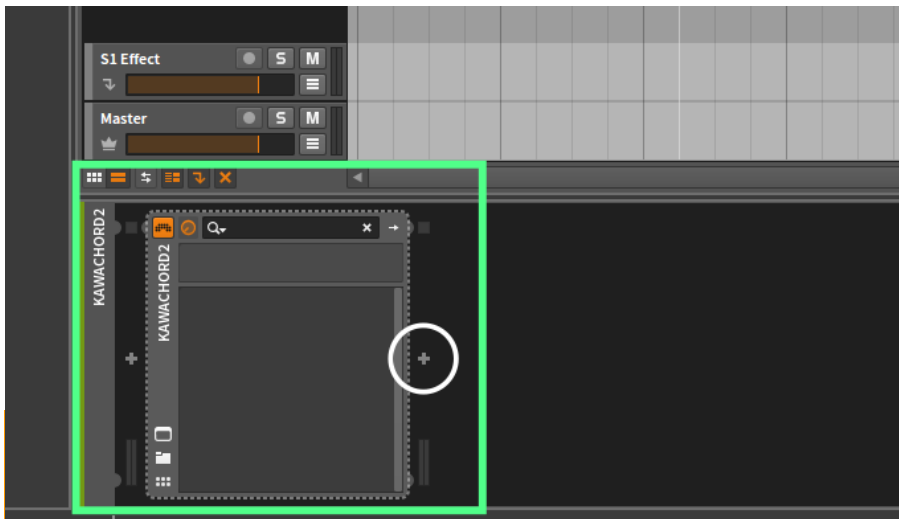 S1 Effect
S
M
Master
S
M
KAWACHORD2
KAWACHORD2